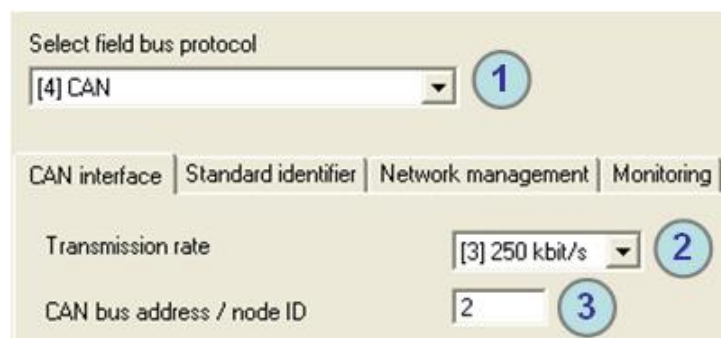 Select field bus protocol
[4] CAN 1
CAN interface Standard identifier Network management Monitoring
Transmission rate [3] 250 kbit/s 2
CAN bus address / node ID 2 3